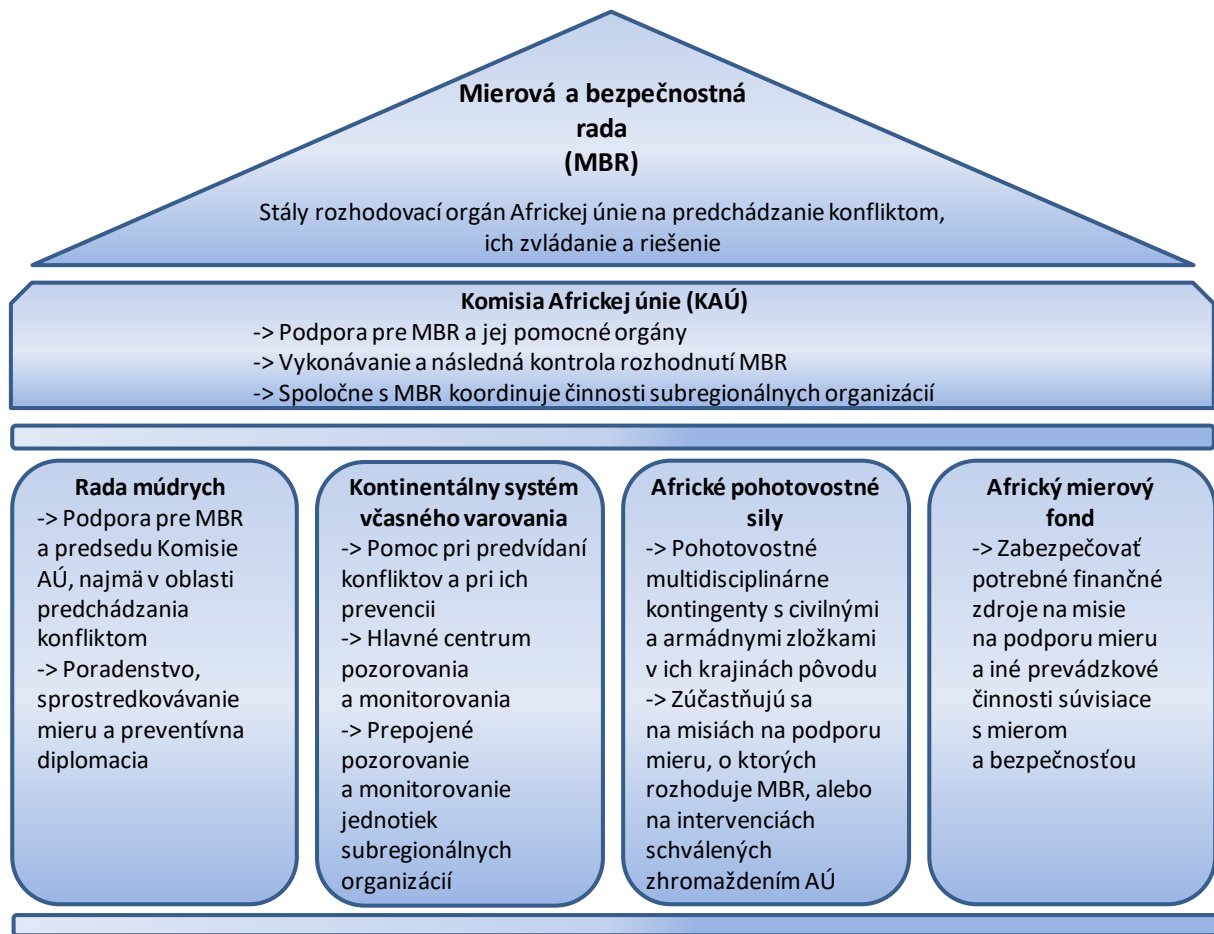 Mierová a bezpečnostná
rada
(MBR)
Stály rozhodovací orgán Africkej únie na predchádzanie konfliktom,
ich zvládanie a riešenie
Komisia Africkej únie (KAÚ)
-> Podpora pre MBR a jej pomocné orgány
-> Vykonávanie a následná kontrola rozhodnutí MBR
-> Spoločne s MBR koordinuje činnosti subregionálnych organizácií
Rada múdrych
-> Podpora pre MBR
a predsedu Komisie
AÚ, najmä v oblasti
predchádzania
konfliktom
-> Poradenstvo,
sprostredkovávanie
mieru a preventívna
diplomacia
Kontinentálny systém
včasného varovania
-> Pomoc pri predvídaní
konfliktov a pri ich
prevencii
-> Hlavné centrum
pozorovania
a monitorovania
-> Prepojené
pozorovanie
a monitorovanie
jednotiek
subregionálnych
organizácií
Africké pohotovostné
sily
-> Pohotovostné
multidisciplinárne
kontingenty s civilnými
a armádnymi zložkami
v ich krajinách pôvodu
-> Zúčastňujú sa
na misiách na podporu
mieru, o ktorých
rozhoduje MBR, alebo
na intervenciách
schválených
zhromaždením AÚ
Africký mierový
fond
-> Zabezpečovať
potrebné finančné
zdroje na misie
na podporu mieru
a iné prevádzkové
činnosti súvisiace
s mierom
a bezpečnosťou